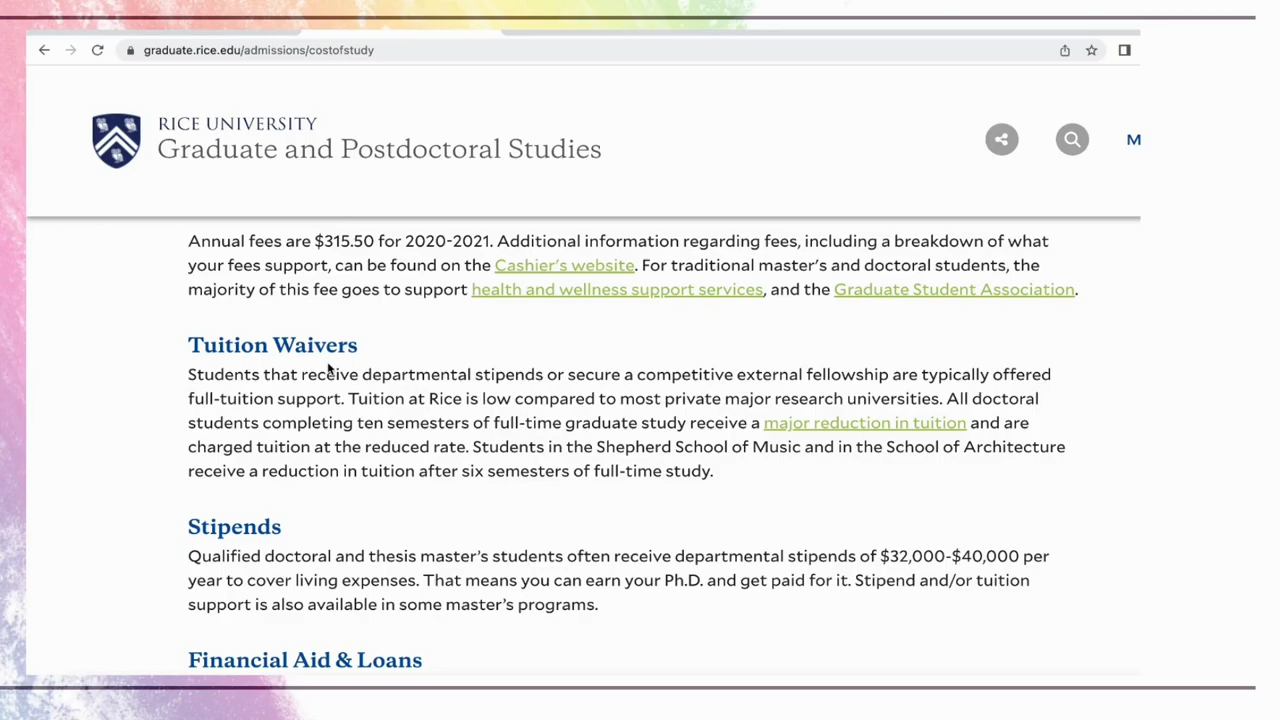 graduate.rice.edu/admissions/costofstudy
RICE UNIVERSITY
Graduate and Postdoctoral Studies
M
Annual fees are $315.50 for 2020-2021. Additional information regarding fees, including a breakdown of what
your fees support, can be found on the Cashier's website. For traditional master's and doctoral students, the
majority of this fee goes to support health and wellness support services, and the Graduate Student Association.
Tuition Waivers
Students that receive departmental stipends or secure a competitive external fellowship are typically offered
full-tuition support. Tuition at Rice is low compared to most private major research universities. All doctoral
students completing ten semesters of full-time graduate study receive a major reduction in tuition and are
charged tuition at the reduced rate. Students in the Shepherd School of Music and in the School of Architecture
receive a reduction in tuition after six semesters of full-time study.
Stipends
Qualified doctoral and thesis master's students often receive departmental stipends of $32,000-$40,000 per
year to cover living expenses. That means you can earn your Ph.D. and get paid for it. Stipend and/or tuition
support is also available in some master's programs.
Financial Aid & Loans